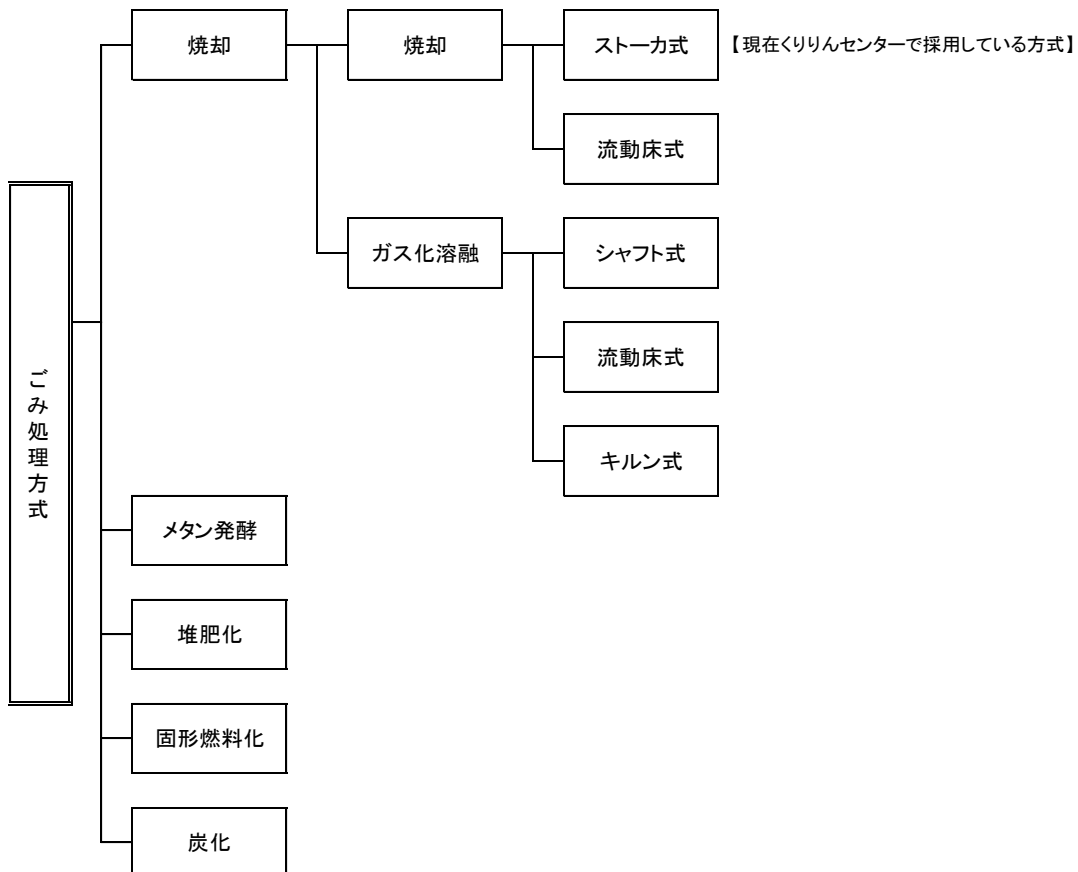 焼却
焼却
ストーカ式
【現在くりりんセンターで採用している方式】
流動床式
ガス化溶融
シャフト式
流動床式
キルン式
ごみ処理方式
メタン発酵
堆肥化
固形燃料化
炭化